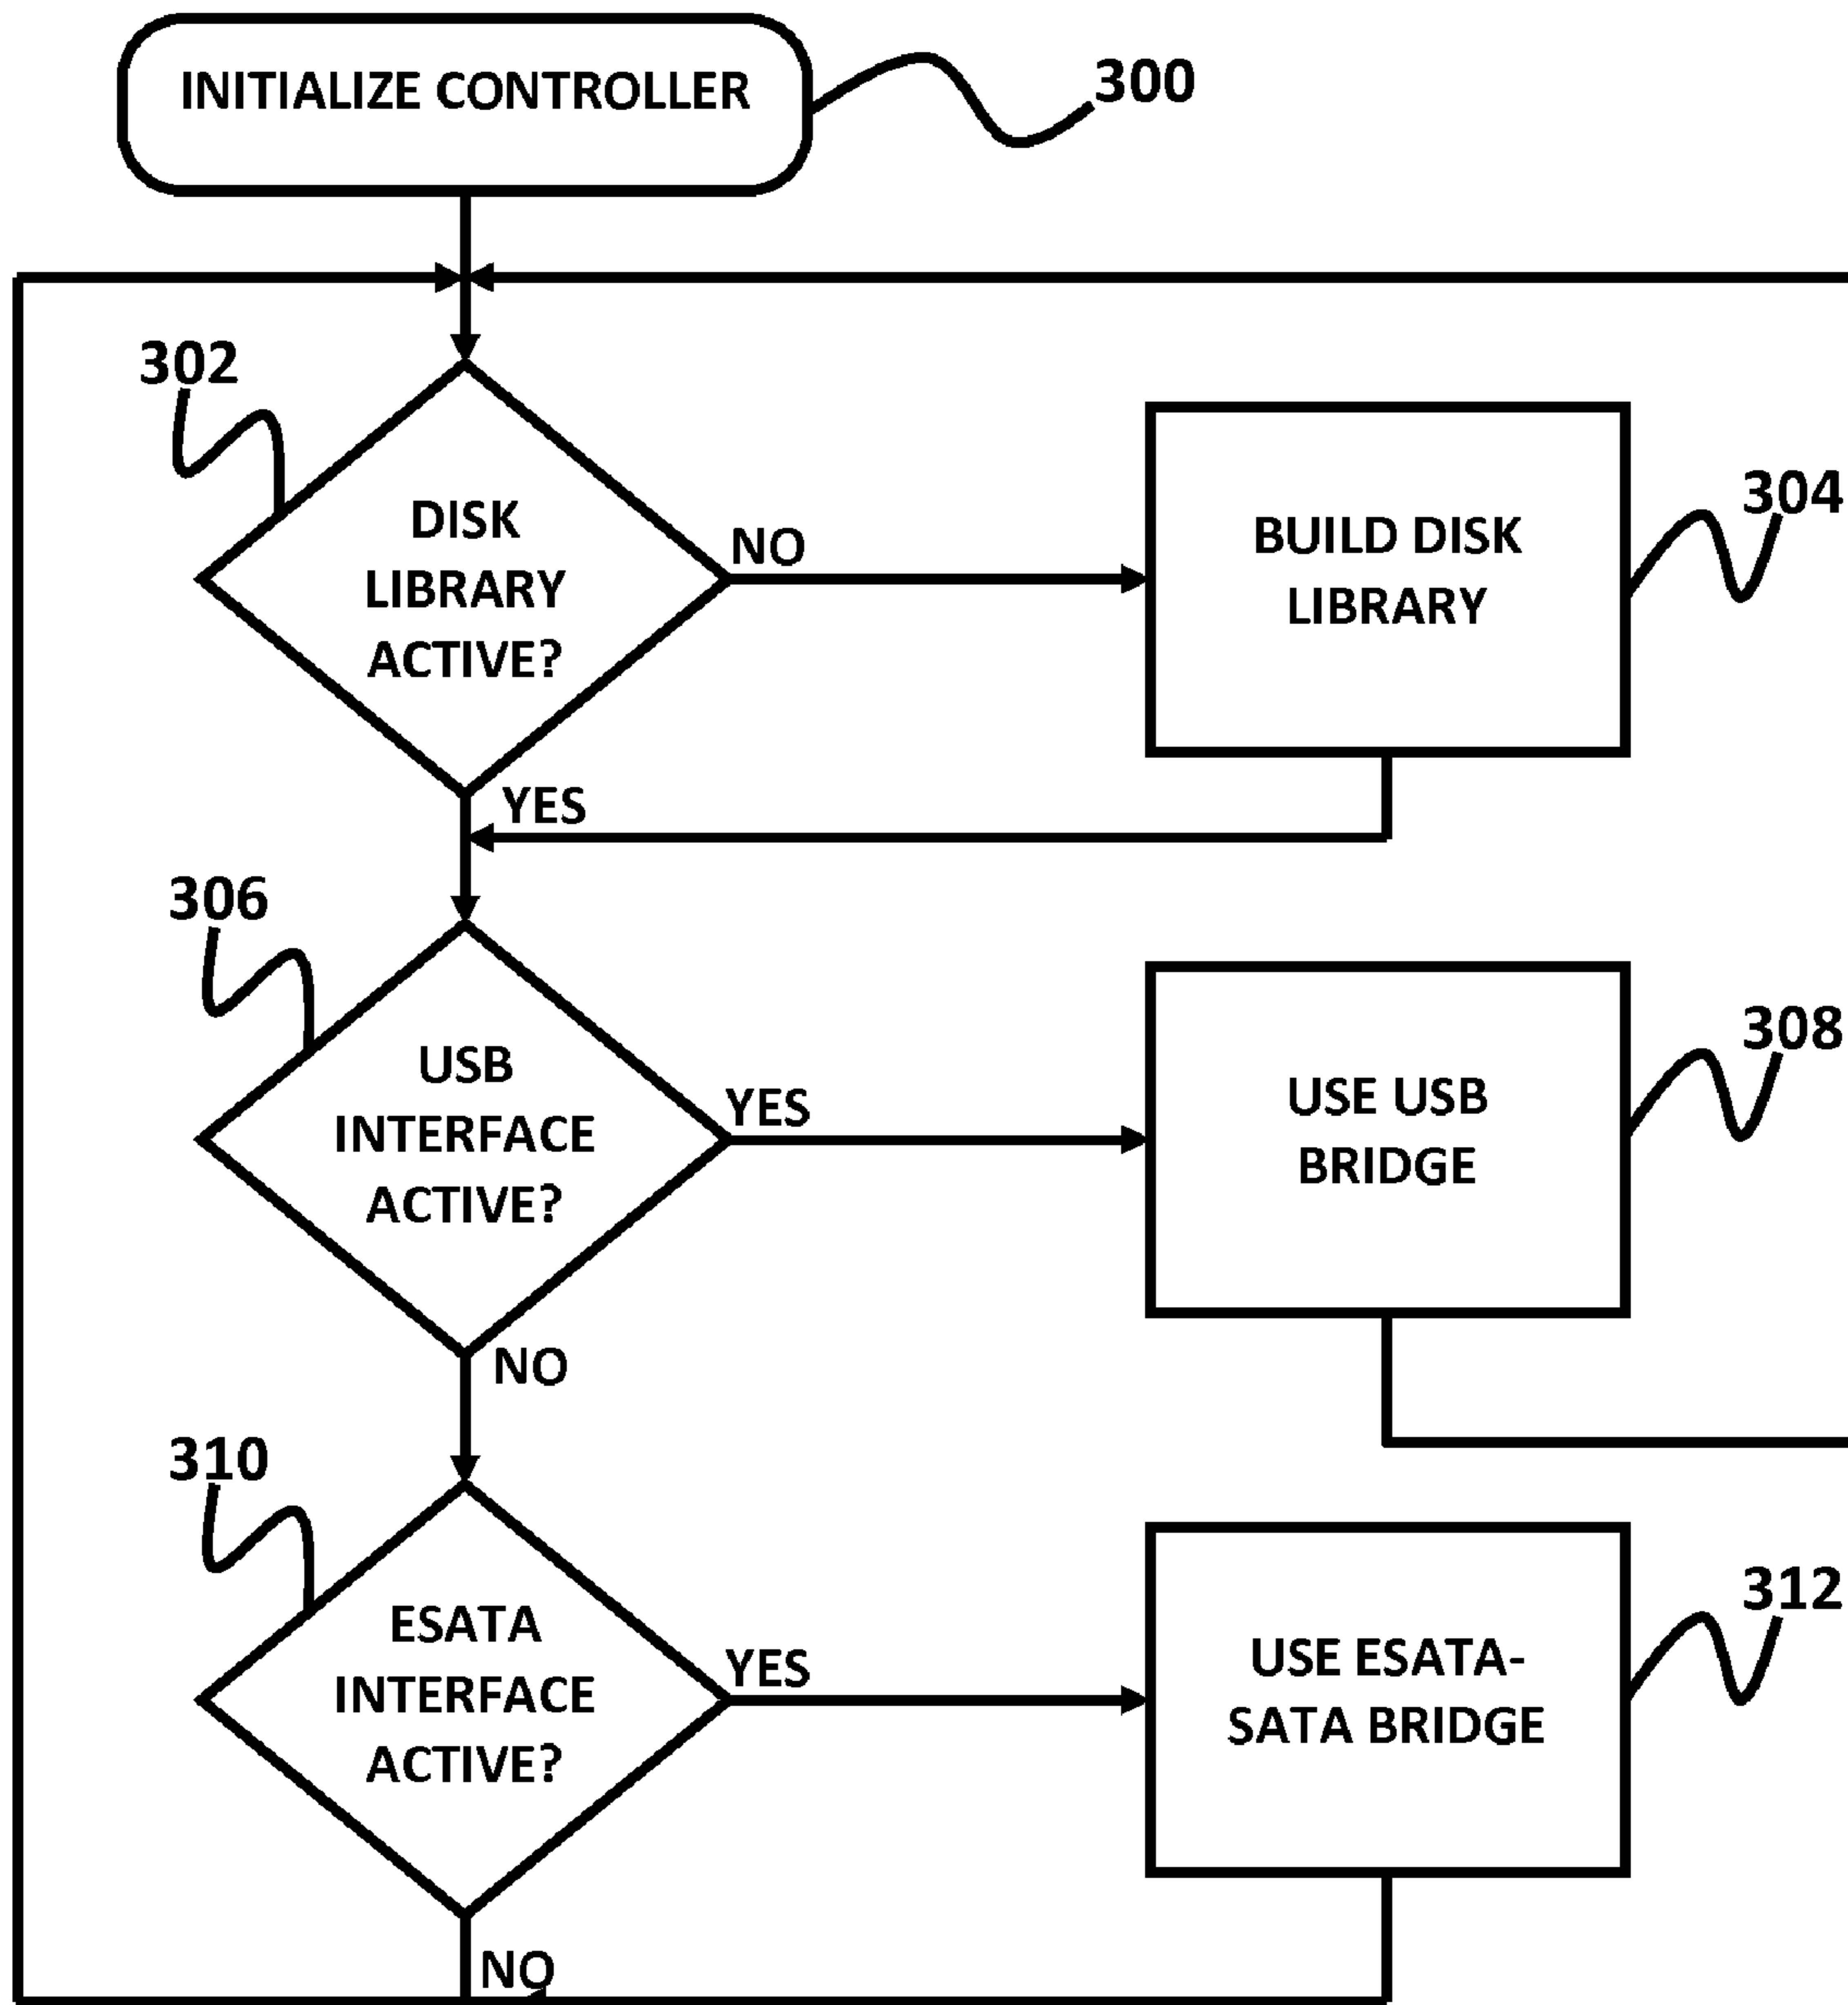 INITIALIZE CONTROLLER
300
302
DISK
LIBRARY
ACTIVE?
NO
YES
BUILD DISK
LIBRARY
304
306
USB
INTERFACE
ACTIVE?
YES
NO
USE USB
BRIDGE
308
310
ESATA
INTERFACE
ACTIVE?
YES
NO
USE ESATA-
SATA BRIDGE
312